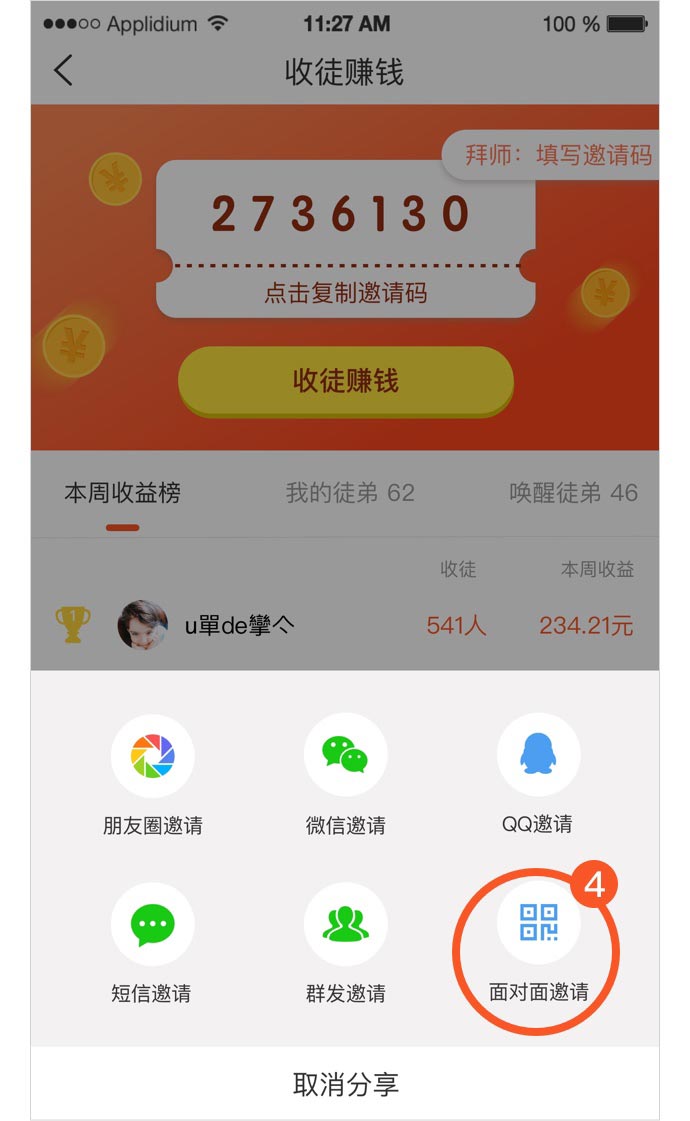 Applidium 11:27 AM 100 %
收徒赚钱
拜师：填写邀请码
2736130
点击复制邀请码
收徒赚钱
本周收益榜 我的徒弟 62 唤醒徒弟 46
收徒 本周收益
1 u單de孿亽 541人 234.21元
朋友圈邀请 微信邀请 QQ邀请
4
短信邀请 群发邀请 面对面邀请
取消分享